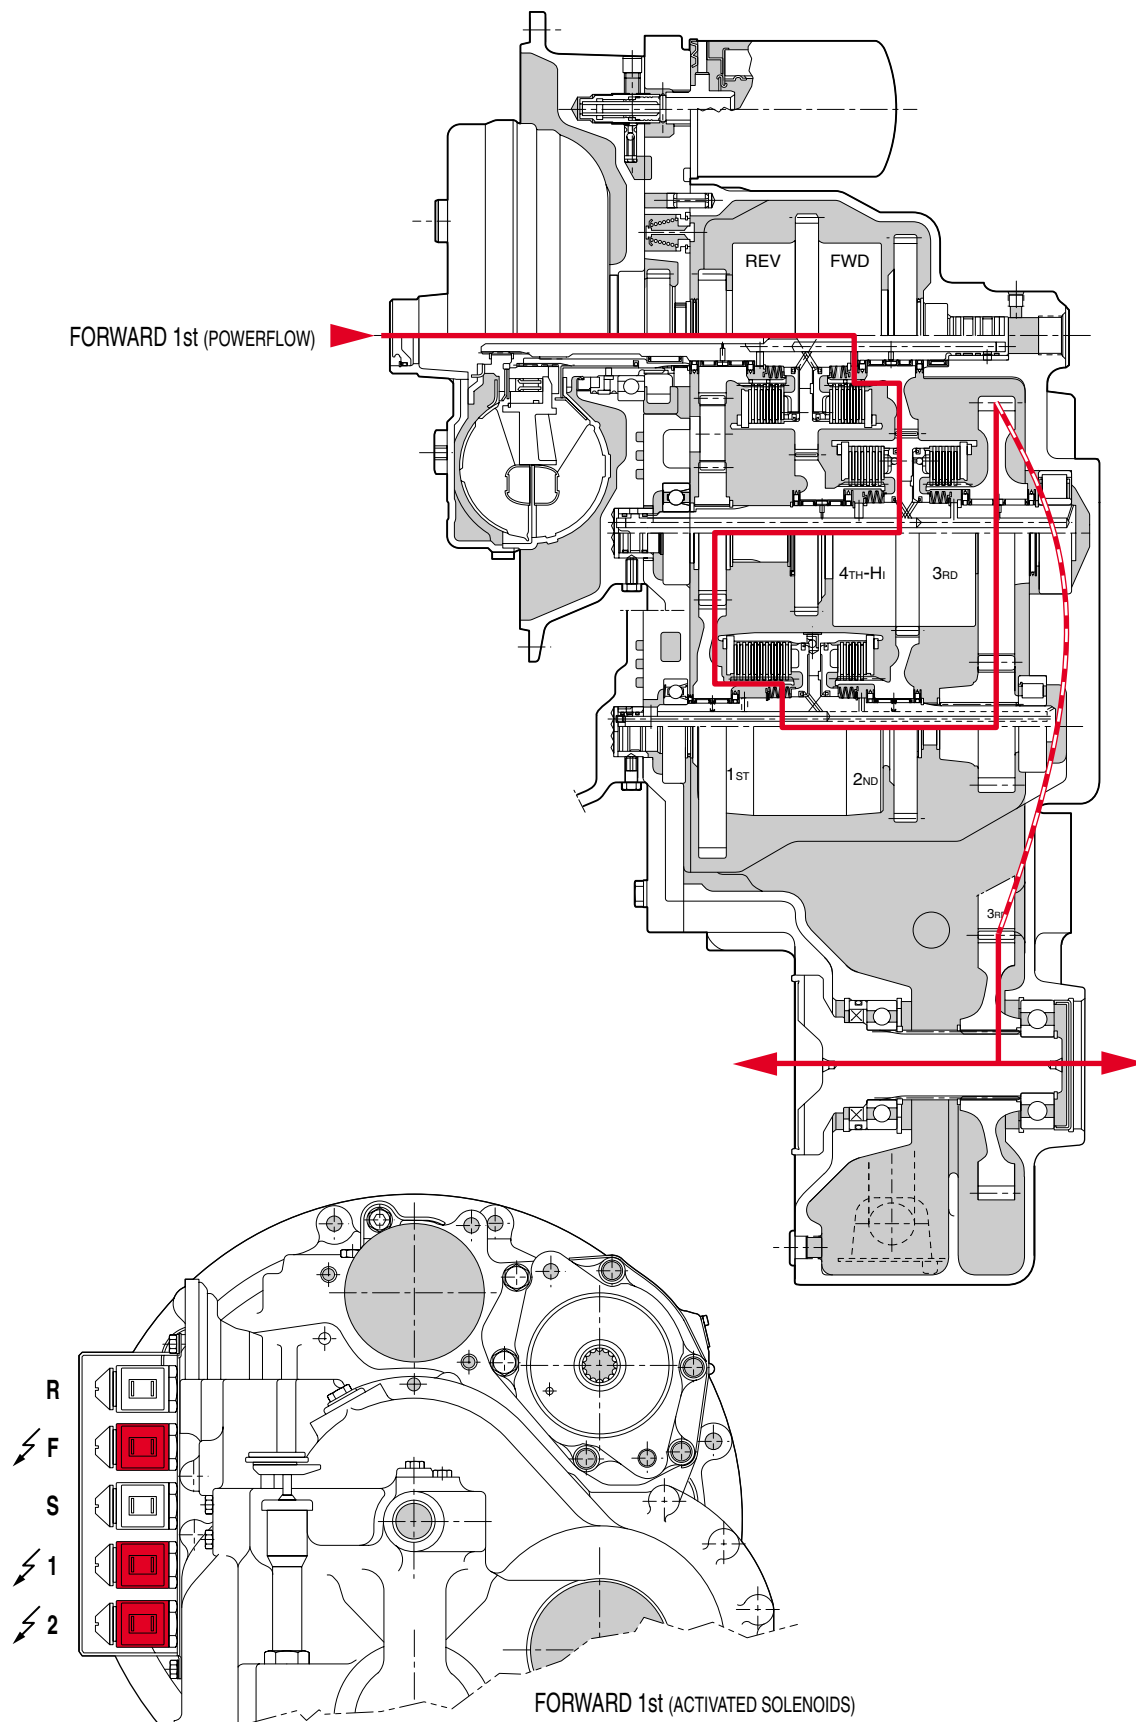 REV FWD
FORWARD 1st (POWERFLOW)
4TH-HI 3RD
1ST 2ND
3RD
R
F
S
1
2
FORWARD 1st (ACTIVATED SOLENOIDS)